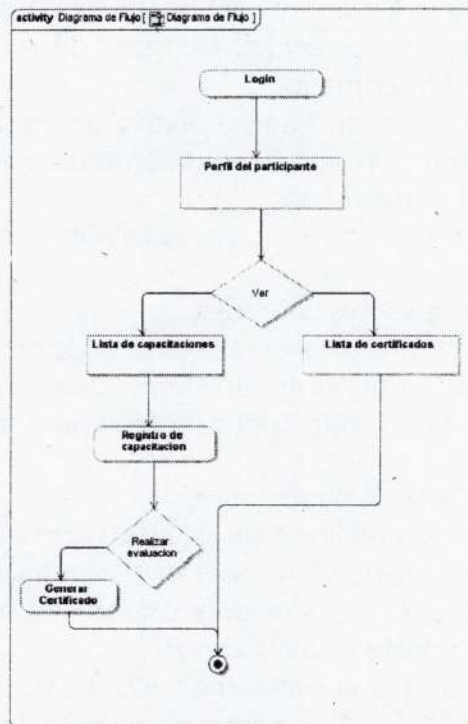 activity Diagrama de Flujo [ Diagrama de Flujo ]
Login
Perfil del participante
Ver
Lista de capacitaciones
Lista de certificados
Registro de
capacitacion
Realizar
evaluacion
Generar
Certificado